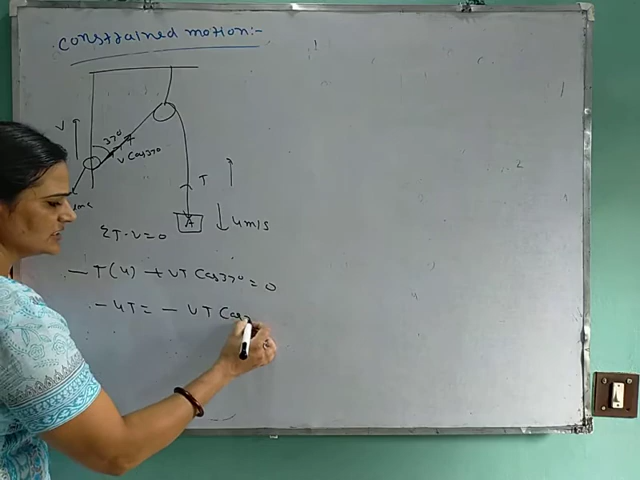 Constrained motion:-
V
37°
V Cos37°
T
A
4m/s
ΣT·V=0
- T(4) + VT Cos37° = 0
- 4T = - VT Cos